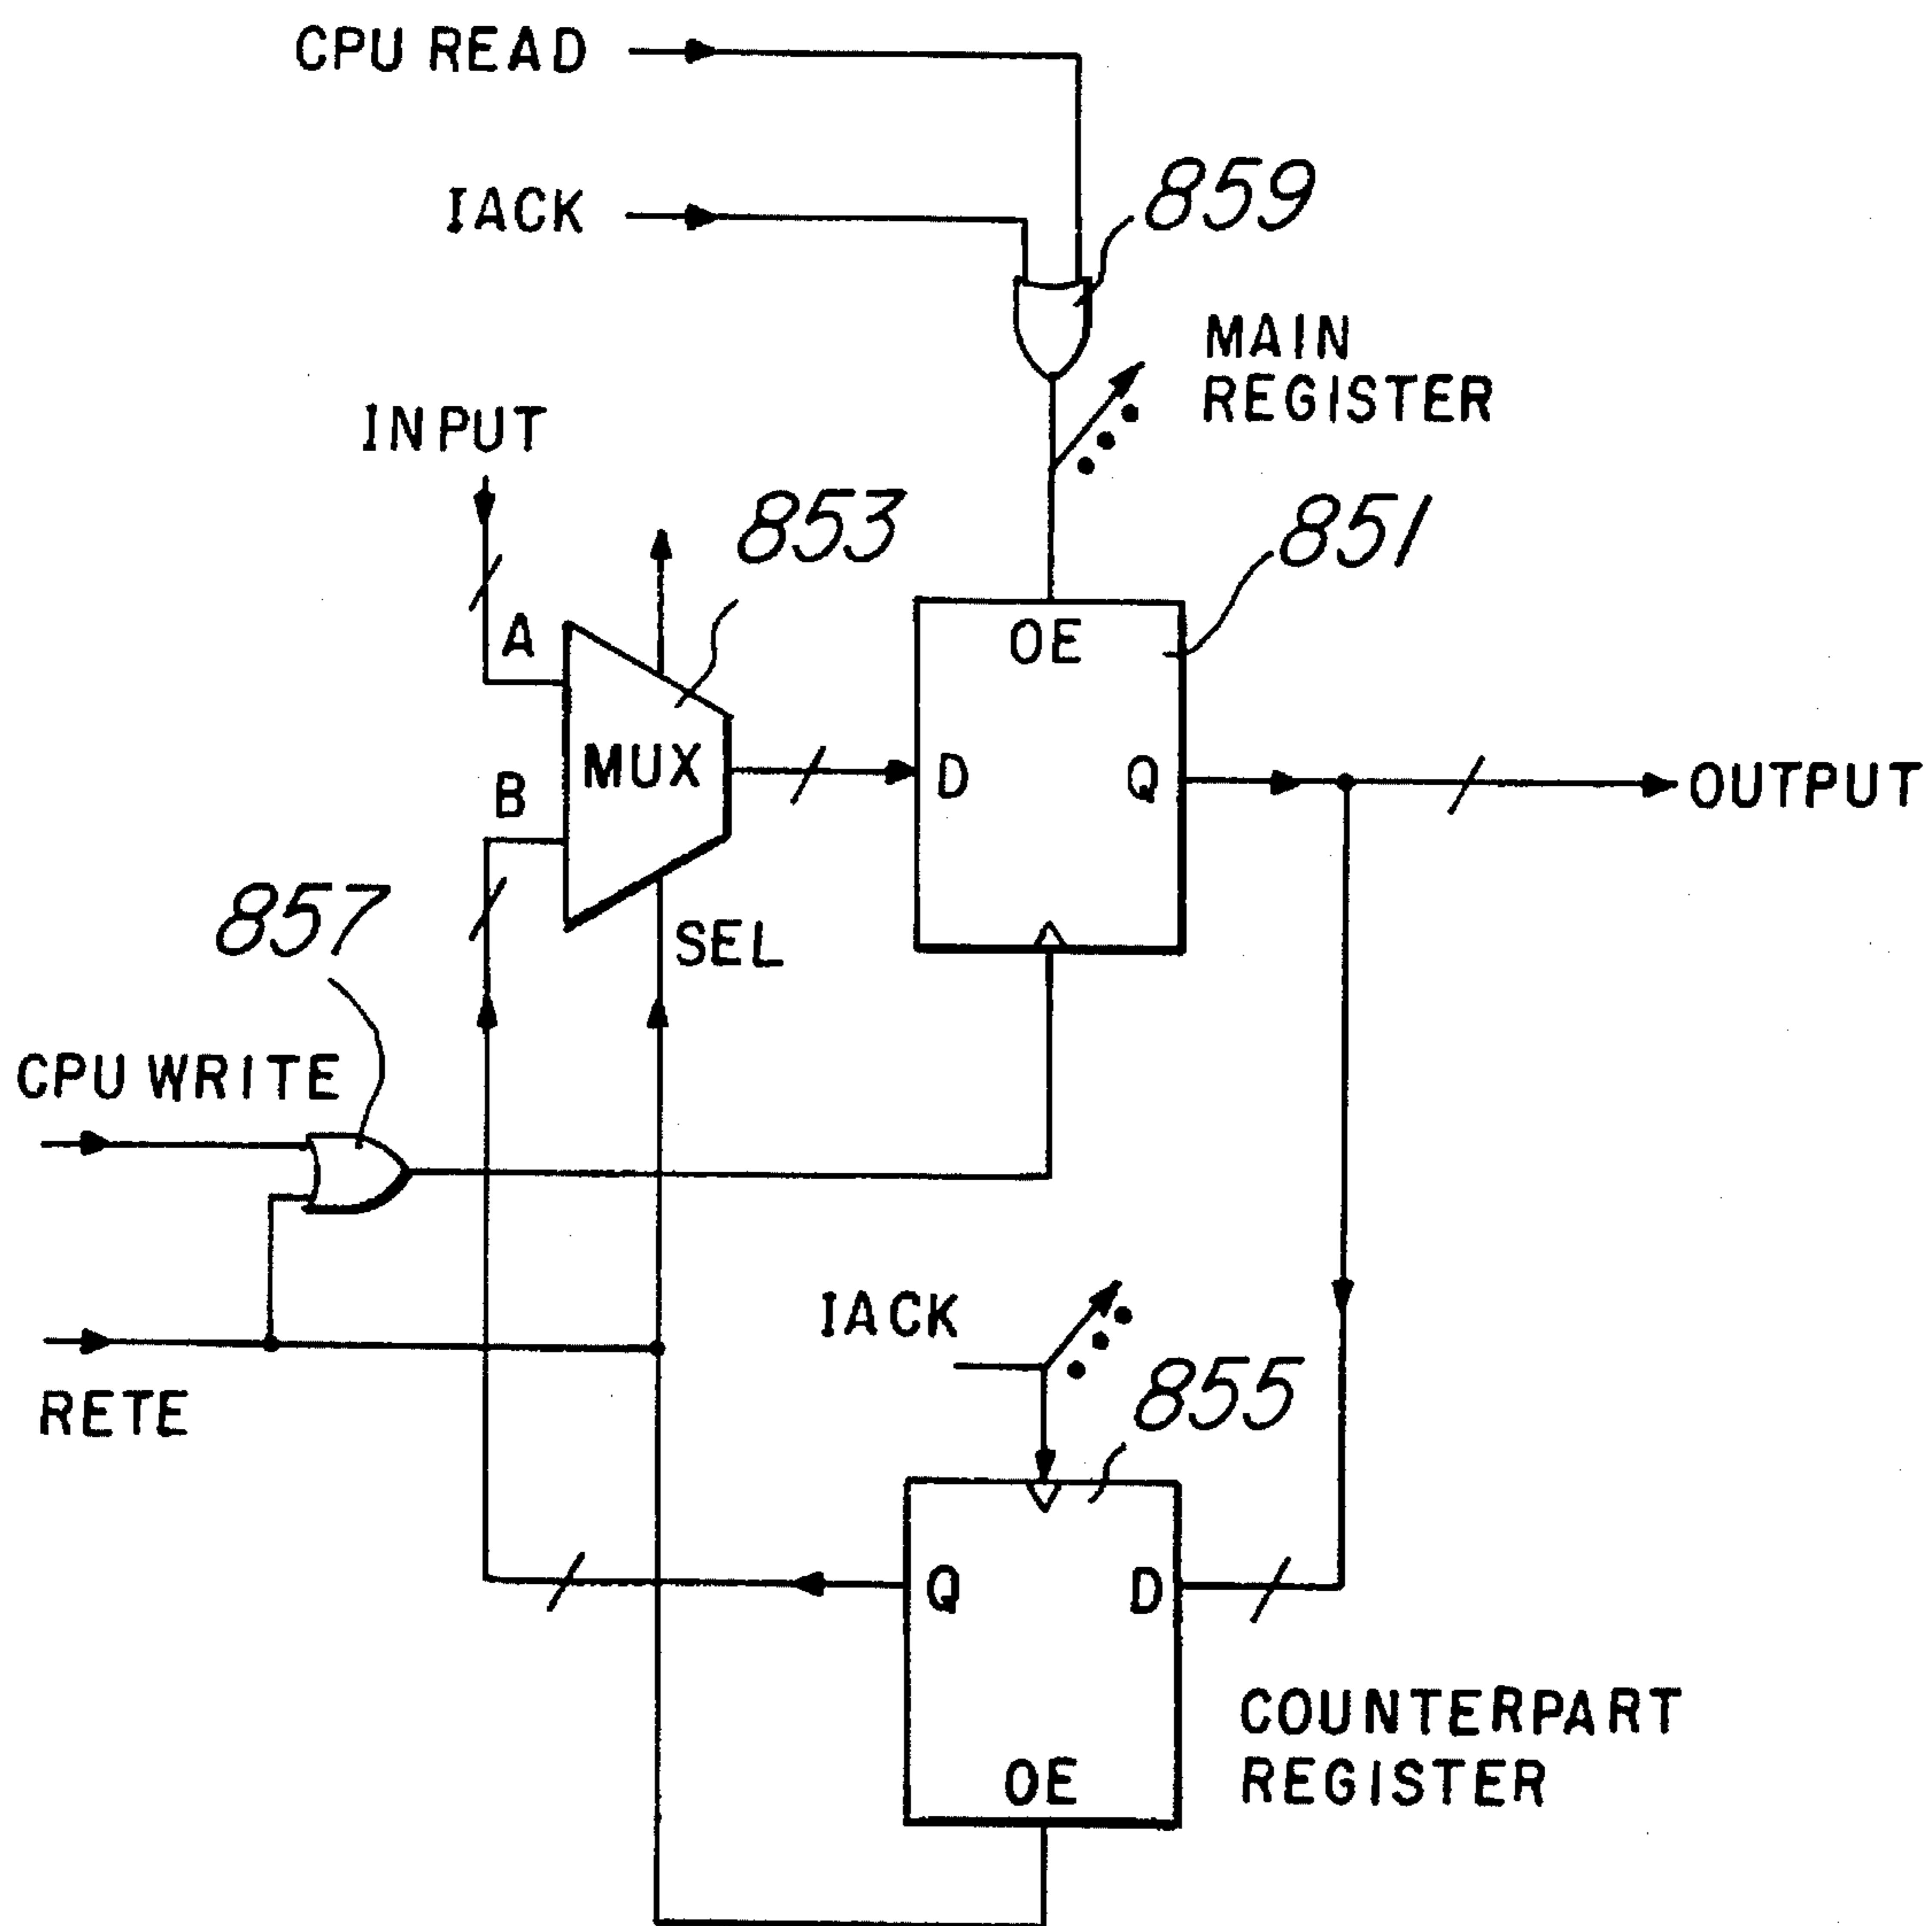 CPU READ
IACK
859
MAIN
REGISTER
INPUT
853
851
A
OE
MUX
D
Q
B
OUTPUT
857
SEL
CPU WRITE
IACK
855
RETE
Q
D
COUNTERPART
REGISTER
OE